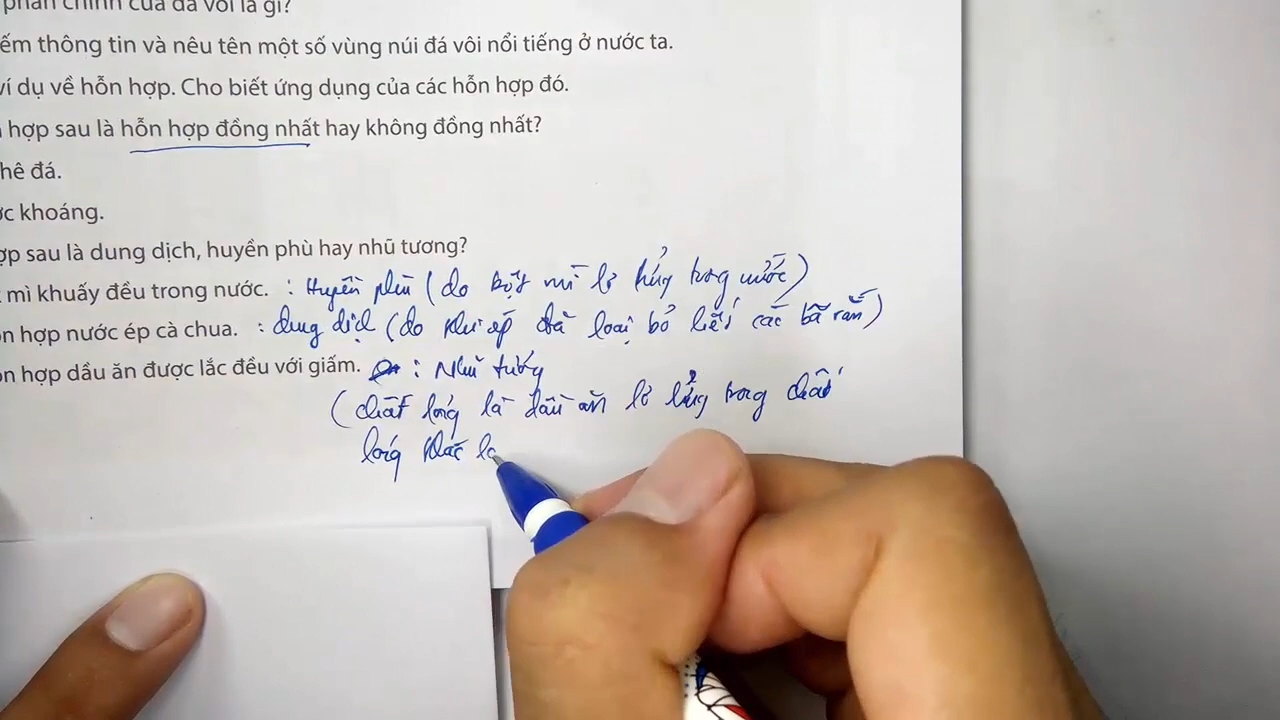 phần chính của đá vôi là gì?
ếm thông tin và nêu tên một số vùng núi đá vôi nổi tiếng ở nước ta.
ví dụ về hỗn hợp. Cho biết ứng dụng của các hỗn hợp đó.
hợp sau là hỗn hợp đồng nhất hay không đồng nhất?
hê đá.
ớc khoáng.
ợp sau là dung dịch, huyền phù hay nhũ tương?
mì khuấy đều trong nước. : Huyền phù (do bột mì lơ lửng trong nước)
ỗn hợp nước ép cà chua. : dung dịch (do khi ép đã loại bỏ hết các bã rắn)
ỗn hợp dầu ăn được lắc đều với giấm. : Nhũ tương
(chất lỏng là dầu ăn lơ lửng trong chất
lỏng khác là